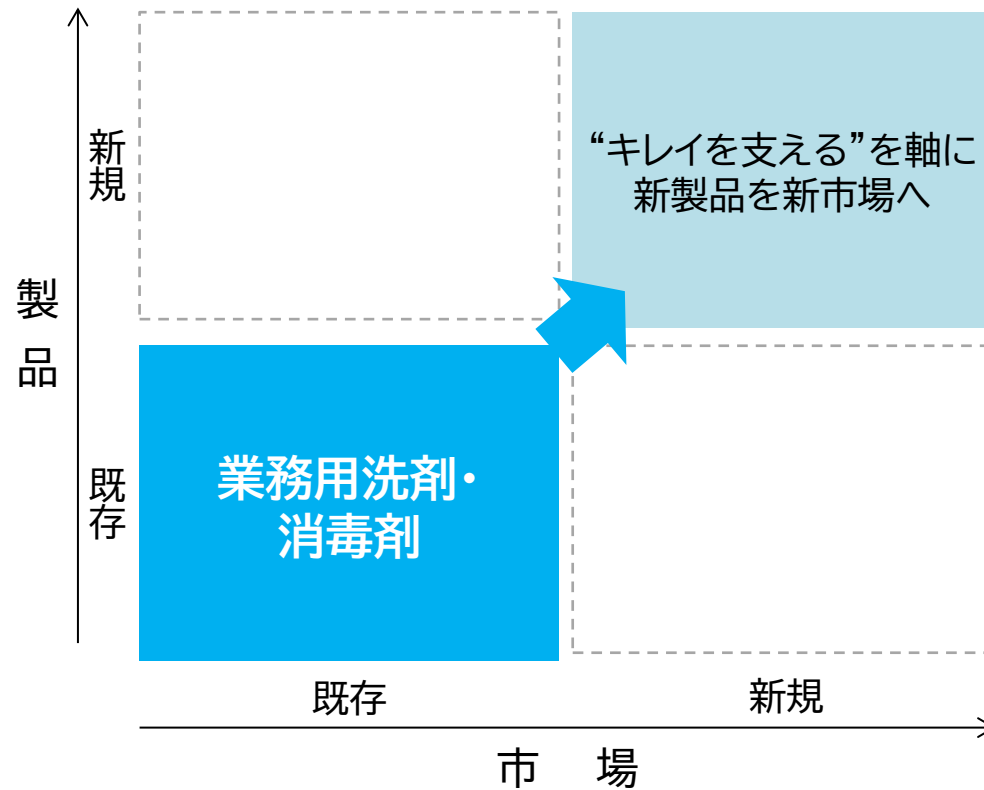 新規
“キレイを支える”を軸に
新製品を新市場へ
製品
既存
業務用洗剤・
消毒剤
既存
新規
市場